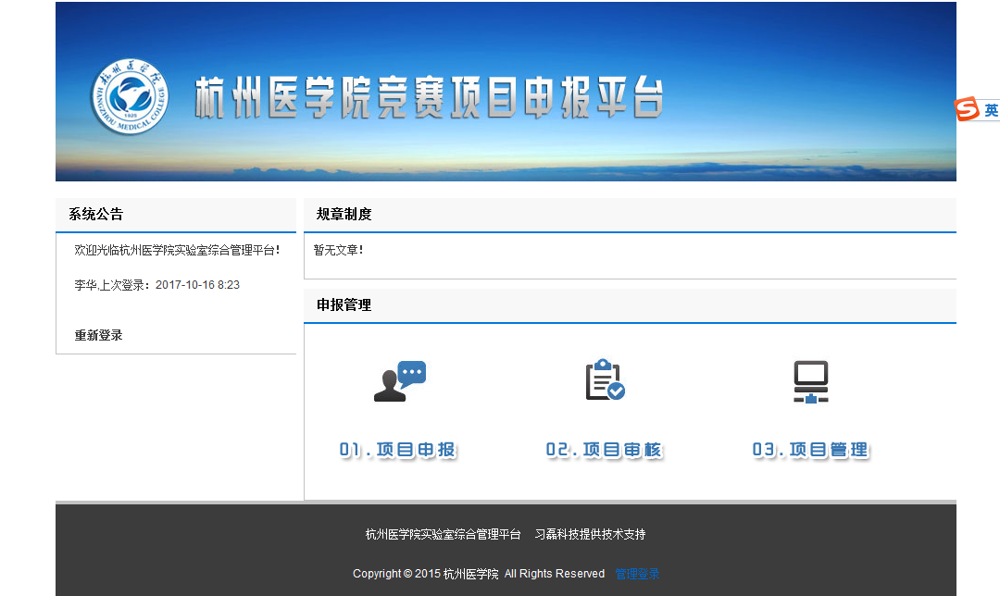 杭州医学院
HANGZHOU MEDICAL COLLEGE
杭州医学院竞赛项目申报平台
英
系统公告
欢迎光临杭州医学院实验室综合管理平台!
李华,上次登录：2017-10-16 8:23
重新登录
规章制度
暂无文章!
申报管理
01.项目申报
02.项目审核
03.项目管理
杭州医学院实验室综合管理平台 习磊科技提供技术支持
Copyright © 2015 杭州医学院 All Rights Reserved 管理登录